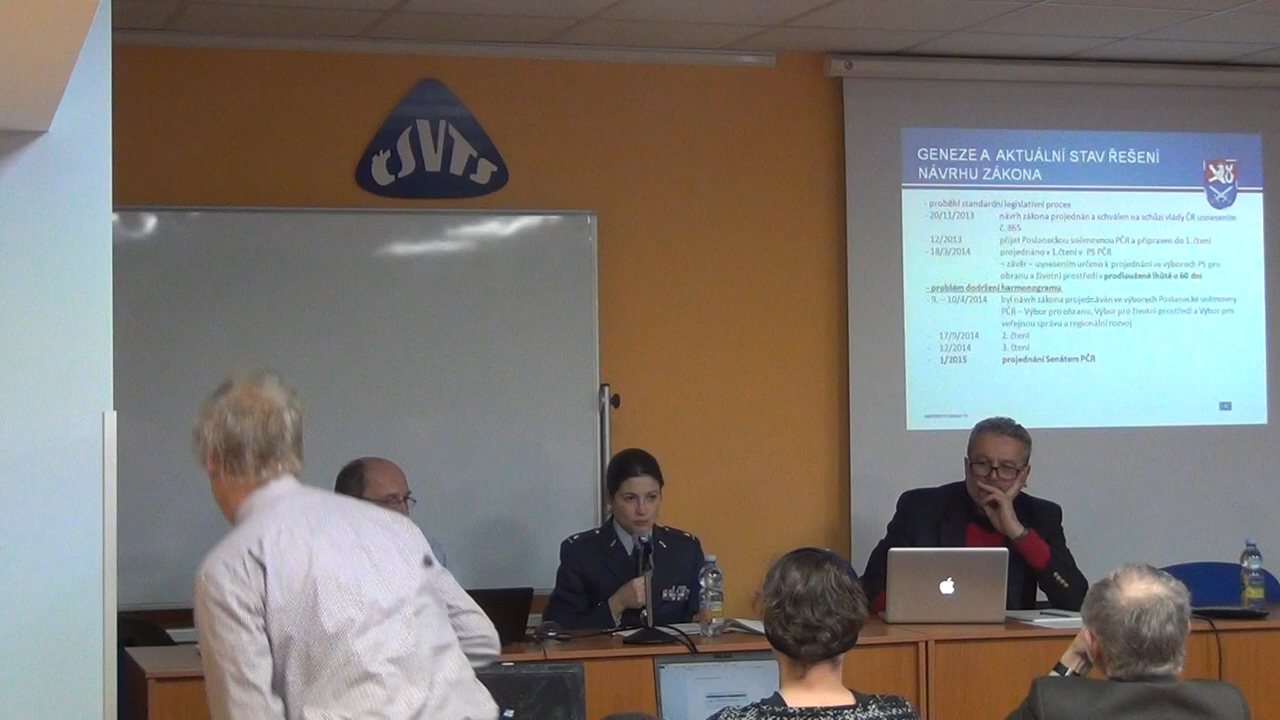 ČSVTS
GENEZE A AKTUÁLNÍ STAV ŘEŠENÍ
NÁVRHU ZÁKONA
- proběhl standardní legislativní proces
- 20/11/2013 návrh zákona projednán a schválen na schůzi vlády ČR usnesením
č. 865
12/2013 přijat Poslaneckou sněmovnou PČR a připraven do 1. čtení
- 18/3/2014 projednáno v 1.čtení v PS PČR
– závěr – usnesením určeno k projednání ve výborech PS pro
obranu a životní prostředí v prodloužené lhůtě o 60 dní
- problém dodržení harmonogramu
- 9. – 10/4/2014 byl návrh zákona projednáván ve výborech Poslanecké sněmovny
PČR – Výbor pro obranu, Výbor pro životní prostředí a Výbor pro
veřejnou správu a regionální rozvoj
- 17/9/2014 2. čtení
- 12/2014 3. čtení
- 1/2015 projednání Senátem PČR